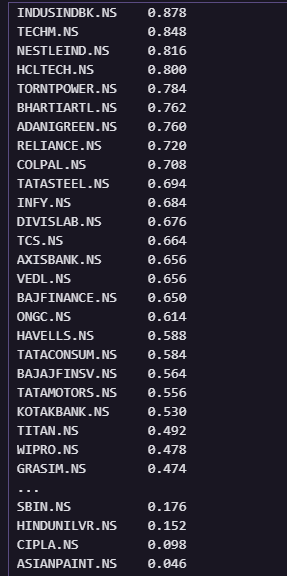 INDUSINDBK.NS 0.878
TECHM.NS 0.848
NESTLEIND.NS 0.816
HCLTECH.NS 0.800
TORNTPOWER.NS 0.784
BHARTIARTL.NS 0.762
ADANIGREEN.NS 0.760
RELIANCE.NS 0.720
COLPAL.NS 0.708
TATASTEEL.NS 0.694
INFY.NS 0.684
DIVISLAB.NS 0.676
TCS.NS 0.664
AXISBANK.NS 0.656
VEDL.NS 0.656
BAJFINANCE.NS 0.650
ONGC.NS 0.614
HAVELLS.NS 0.588
TATACONSUM.NS 0.584
BAJAJFINSV.NS 0.564
TATAMOTORS.NS 0.556
KOTAKBANK.NS 0.530
TITAN.NS 0.492
WIPRO.NS 0.478
GRASIM.NS 0.474
...
SBIN.NS 0.176
HINDUNILVR.NS 0.152
CIPLA.NS 0.098
ASIANPAINT.NS 0.046